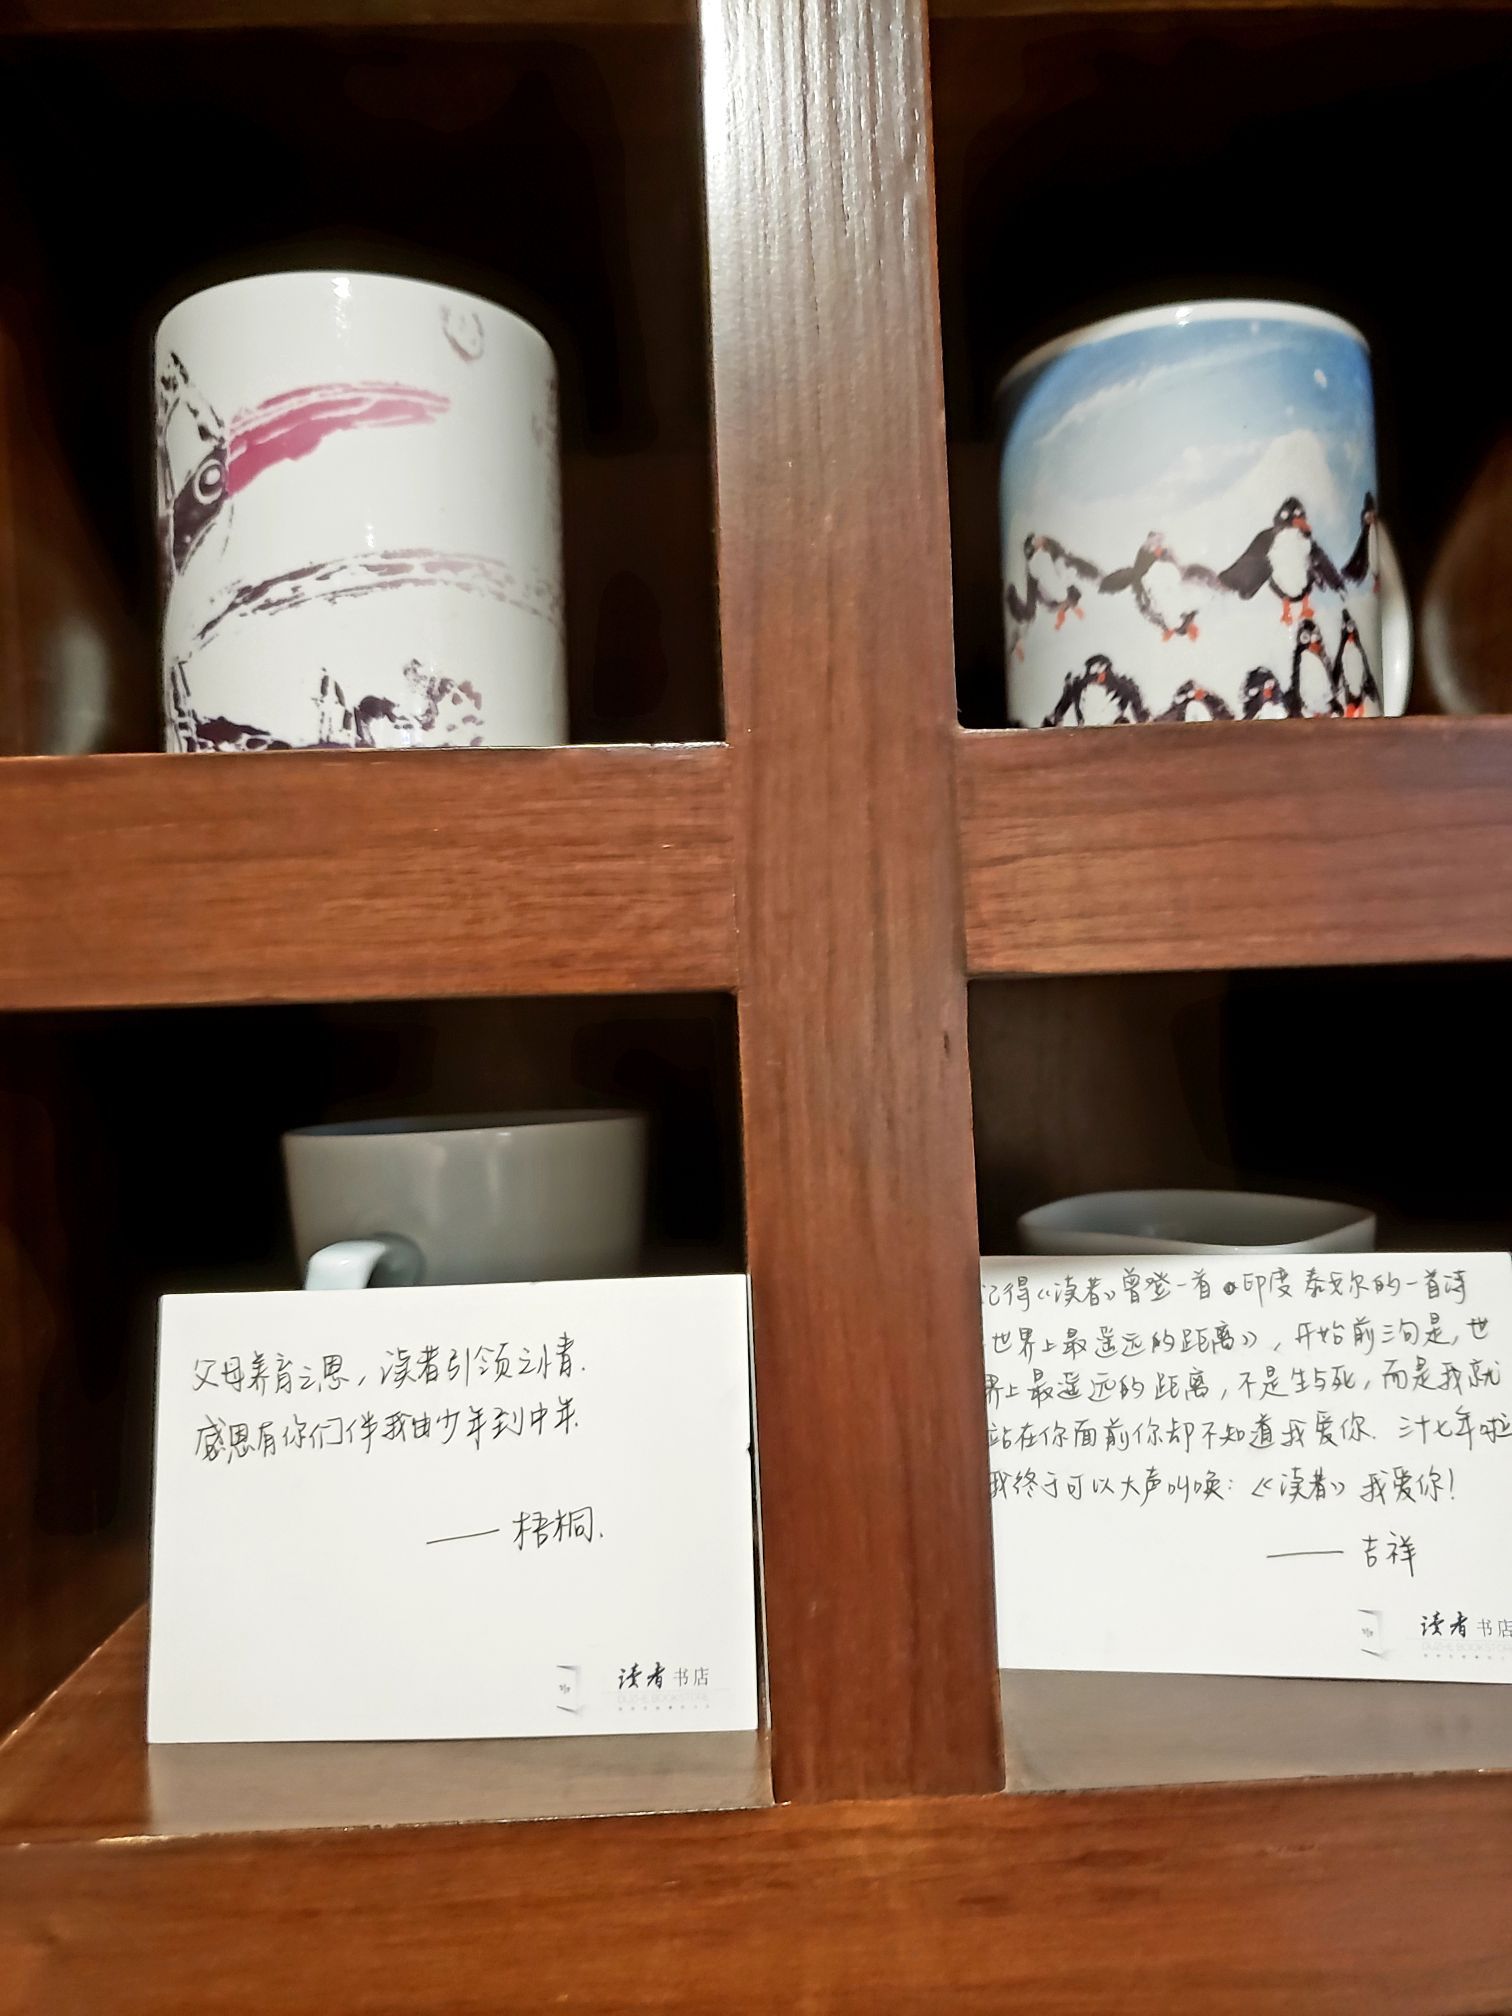 父母养育之恩，读者引领之情.
感恩有你们伴我由少年到中年.
——梧桐.
读者书店
DUZHE BOOKSTORE
记得《读者》曾登一首印度泰戈尔的一首诗
世界上最遥远的距离》，开始前三句是，世
界上最遥远的距离，不是生与死，而是我就
站在你面前你却不知道我爱你. 三十七年啦
我终于可以大声叫唤：《读者》我爱你！
——吉祥
读者书店
DUZHE BOOKSTORE